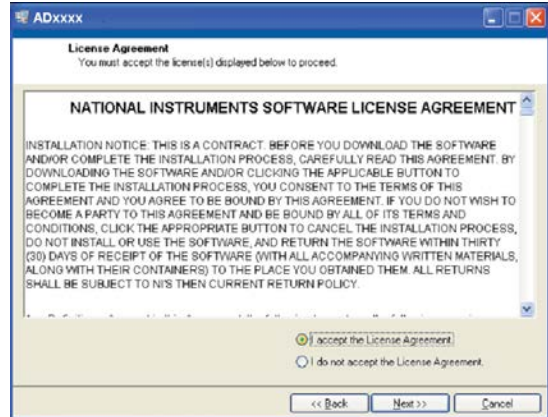 ADxxxx
License Agreement
You must accept the license(s) displayed below to proceed.
NATIONAL INSTRUMENTS SOFTWARE LICENSE AGREEMENT
INSTALLATION NOTICE: THIS IS A CONTRACT. BEFORE YOU DOWNLOAD THE SOFTWARE
AND/OR COMPLETE THE INSTALLATION PROCESS, CAREFULLY READ THIS AGREEMENT. BY
DOWNLOADING THE SOFTWARE AND/OR CLICKING THE APPLICABLE BUTTON TO
COMPLETE THE INSTALLATION PROCESS, YOU CONSENT TO THE TERMS OF THIS
AGREEMENT AND YOU AGREE TO BE BOUND BY THIS AGREEMENT. IF YOU DO NOT WISH TO
BECOME A PARTY TO THIS AGREEMENT AND BE BOUND BY ALL OF ITS TERMS AND
CONDITIONS, CLICK THE APPROPRIATE BUTTON TO CANCEL THE INSTALLATION PROCESS,
DO NOT INSTALL OR USE THE SOFTWARE, AND RETURN THE SOFTWARE WITHIN THIRTY
(30) DAYS OF RECEIPT OF THE SOFTWARE (WITH ALL ACCOMPANYING WRITTEN MATERIALS,
ALONG WITH THEIR CONTAINERS) TO THE PLACE YOU OBTAINED THEM. ALL RETURNS
SHALL BE SUBJECT TO NI'S THEN CURRENT RETURN POLICY.
I accept the License Agreement.
I do not accept the License Agreement.
<< Back Next >> Cancel